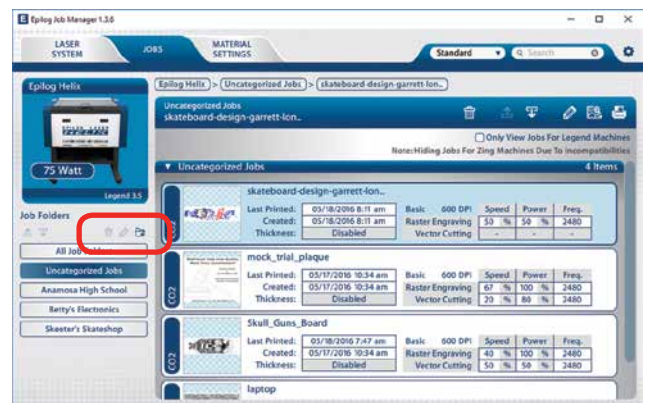 Epilog Job Manager 1.3.6
LASER SYSTEM
JOBS
MATERIAL SETTINGS
Standard
Search
Epilog Helix
75 Watt
Legend 3.5
Job Folders
All Job
Uncategorized Jobs
Anamosa High School
Betty's Electronics
Skeeter's Skateshop
Epilog Helix > Uncategorized Jobs > skateboard-design-garrett-lon..
Uncategorized Jobs
skateboard-design-garrett-lon..
Only View Jobs For Legend Machines
Note: Hiding Jobs For Zing Machines Due To Incompatibilities
Uncategorized Jobs 4 Items
CO2
skateboard-design-garrett-lon..
Last Printed: 05/18/2016 8:11 am Basic 600 DPI Speed Power Freq.
Created: 05/18/2016 8:11 am Raster Engraving 50 % 50 % 2480
Thickness: Disabled Vector Cutting - - -
CO2
mock_trial_plaque
Last Printed: 05/17/2016 10:34 am Basic 600 DPI Speed Power Freq.
Created: 05/17/2016 10:34 am Raster Engraving 67 % 100 % 2480
Thickness: Disabled Vector Cutting 20 % 80 % 2480
CO2
Skull_Guns_Board
Last Printed: 05/18/2016 7:47 am Basic 600 DPI Speed Power Freq.
Created: 05/17/2016 10:34 am Raster Engraving 40 % 100 % 2480
Thickness: Disabled Vector Cutting 50 % 50 % 2480
laptop